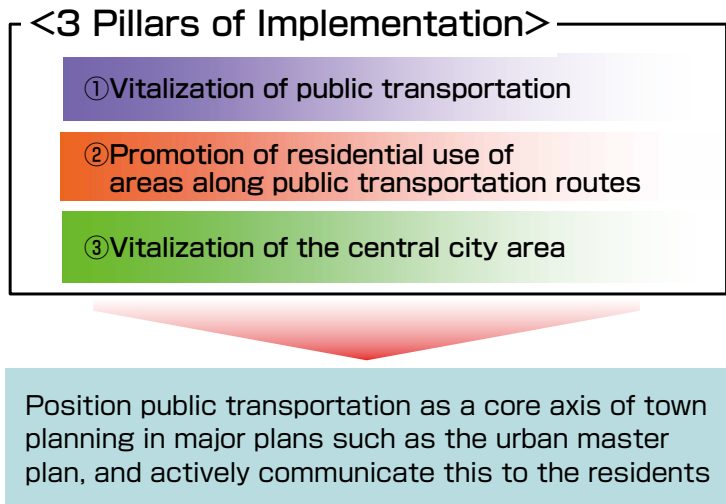 <3 Pillars of Implementation>
①Vitalization of public transportation
②Promotion of residential use of
areas along public transportation routes
③Vitalization of the central city area
Position public transportation as a core axis of town
planning in major plans such as the urban master
plan, and actively communicate this to the residents